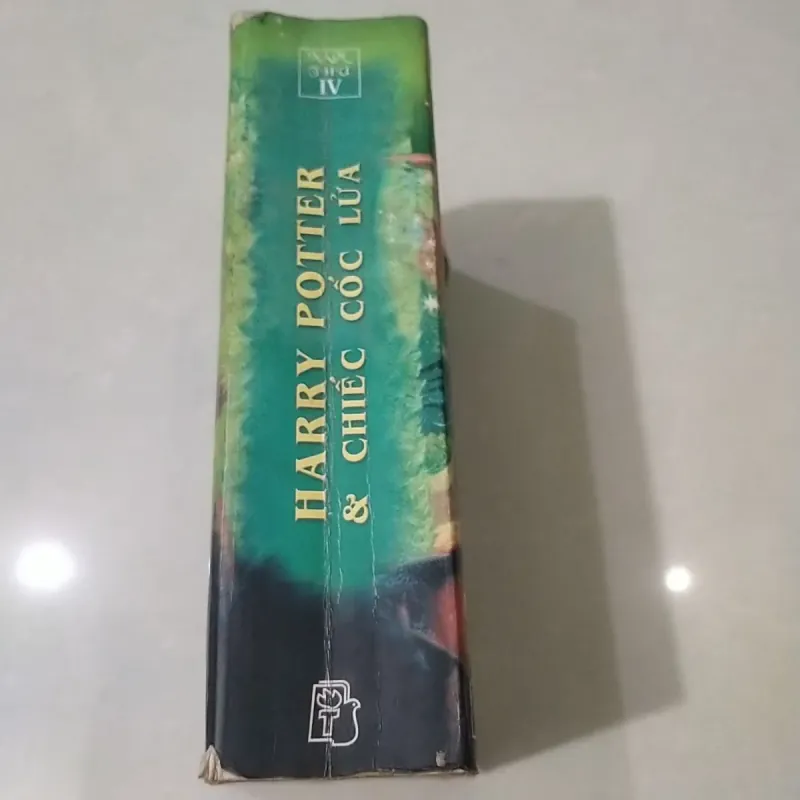 IV
HARRY POTTER
& CHIẾC CỐC LỬA